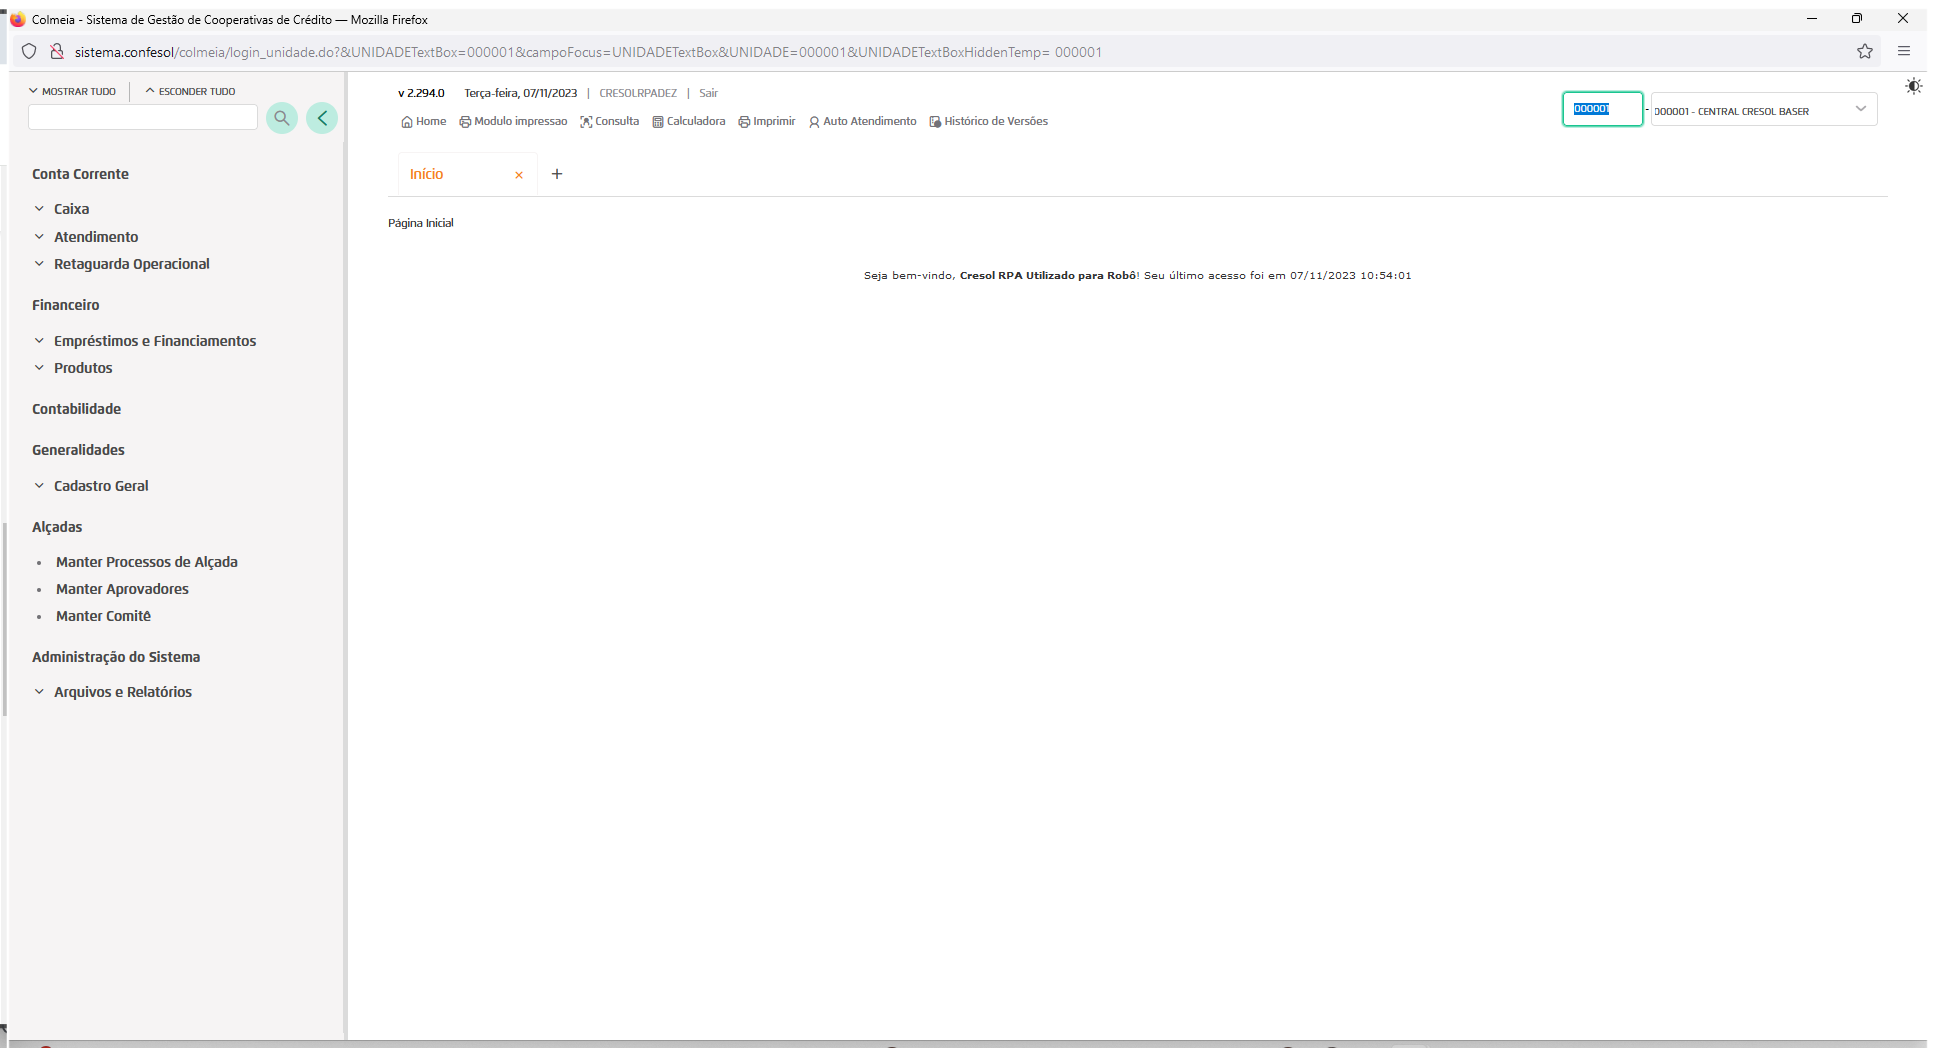 Colmeia - Sistema de Gestão de Cooperativas de Crédito — Mozilla Firefox
sistema.confesol/colmeia/login_unidade.do?&UNIDADETextBox=000001&campoFocus=UNIDADETextBox&UNIDADE=000001&UNIDADETextBoxHiddenTemp= 000001
MOSTRAR TUDO
ESCONDER TUDO
v 2.294.0 Terça-feira, 07/11/2023 | CRESOLRPADEZ | Sair
Home Modulo impressao Consulta Calculadora Imprimir Auto Atendimento Histórico de Versões
000001 - 000001 - CENTRAL CRESOL BASER
Início × +
Página Inicial
Seja bem-vindo, Cresol RPA Utilizado para Robô! Seu último acesso foi em 07/11/2023 10:54:01
Conta Corrente
Caixa
Atendimento
Retaguarda Operacional
Financeiro
Empréstimos e Financiamentos
Produtos
Contabilidade
Generalidades
Cadastro Geral
Alçadas
• Manter Processos de Alçada
• Manter Aprovadores
• Manter Comitê
Administração do Sistema
Arquivos e Relatórios